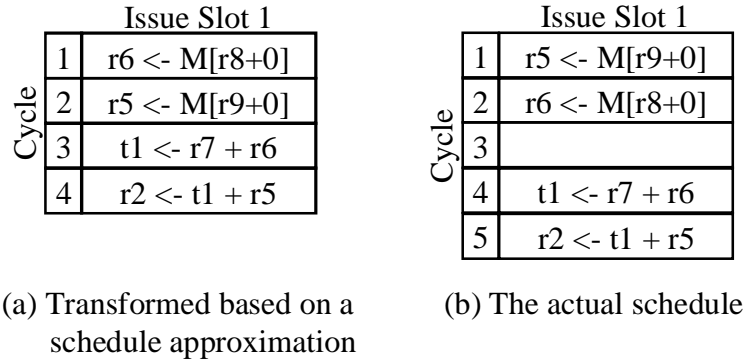 Issue Slot 1
Cycle
1 r6 <- M[r8+0]
2 r5 <- M[r9+0]
3 t1 <- r7 + r6
4 r2 <- t1 + r5
(a) Transformed based on a
schedule approximation
Issue Slot 1
Cycle
1 r5 <- M[r9+0]
2 r6 <- M[r8+0]
3
4 t1 <- r7 + r6
5 r2 <- t1 + r5
(b) The actual schedule